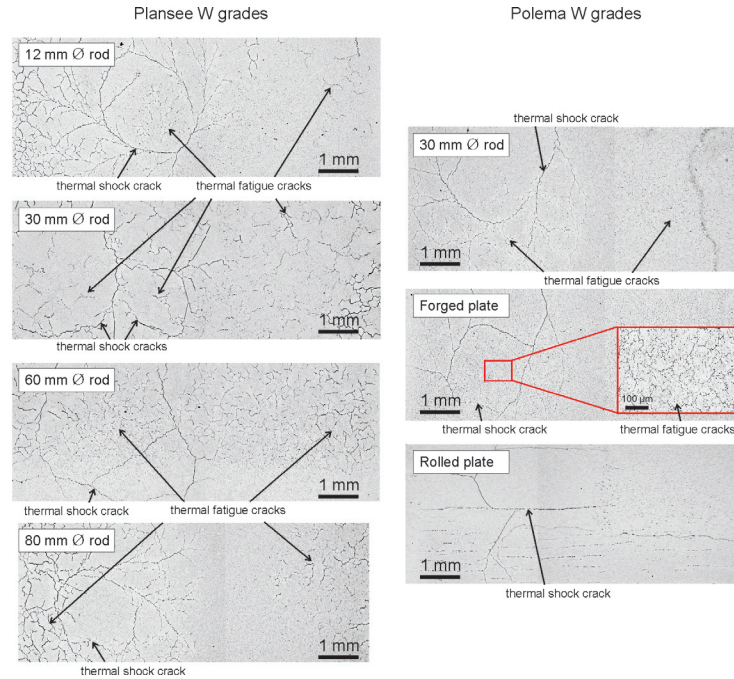 Plansee W grades
12 mm Ø rod
1 mm
thermal shock crack
thermal fatigue cracks
30 mm Ø rod
1 mm
thermal shock cracks
60 mm Ø rod
1 mm
thermal shock crack
thermal fatigue cracks
80 mm Ø rod
1 mm
thermal shock crack
Polema W grades
thermal shock crack
30 mm Ø rod
1 mm
thermal fatigue cracks
Forged plate
100 µm
1 mm
thermal shock crack
thermal fatigue cracks
Rolled plate
1 mm
thermal shock crack